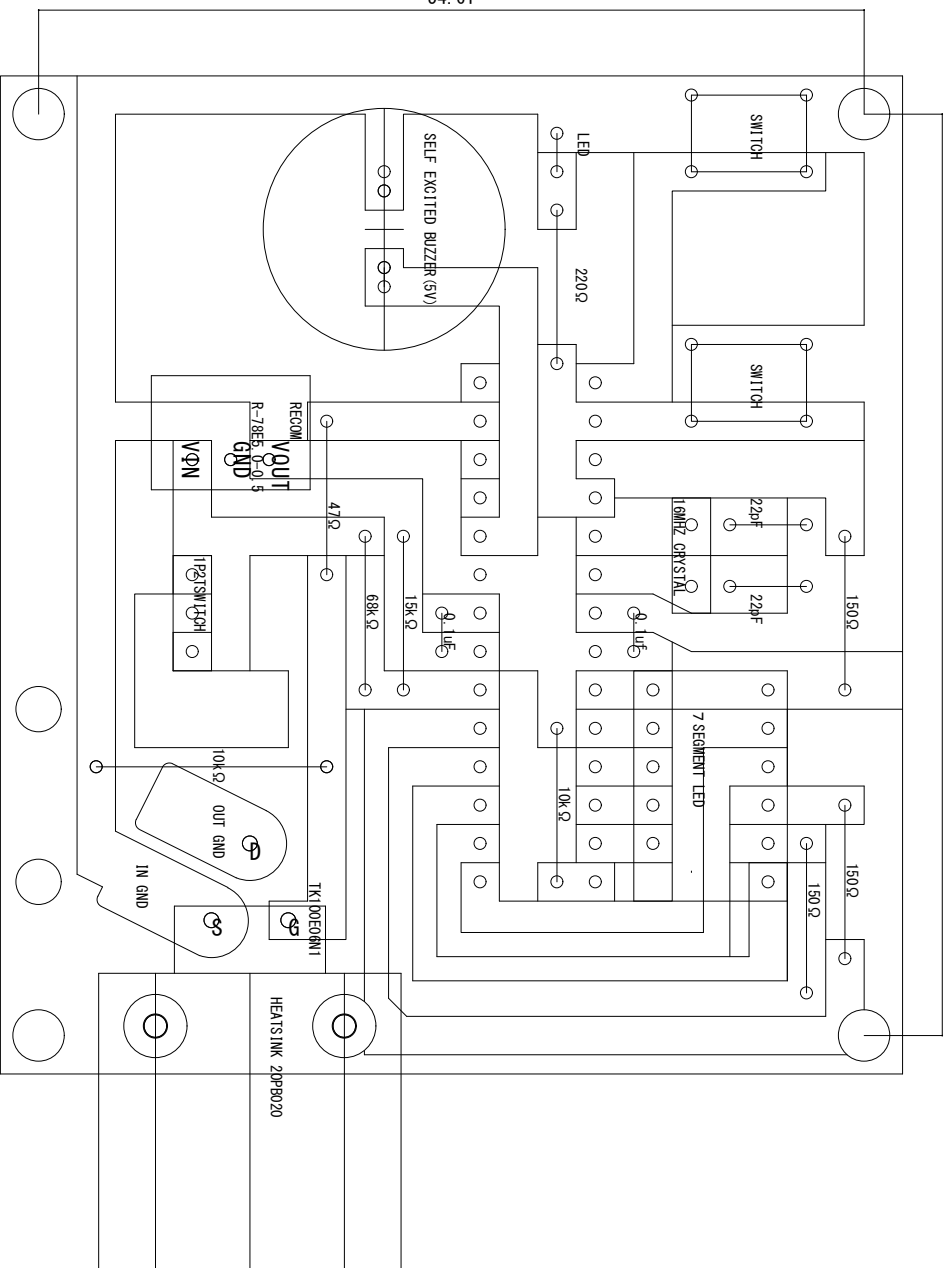 SWITCH
LED
SELF EXCITED BUZZER(5V)
220Ω
SWITCH
RECOM
R-78E5.0-0.5
VOUT
GND
VIN
47Ω
16MHZ CRYSTAL
22pF
22pF
1P2TSWITCH
68kΩ
15kΩ
0.1uF
0.1uf
150Ω
7 SEGMENT LED
10kΩ
OUT GND
D
10kΩ
IN GND
S
G
TK100E06N1
150Ω
150Ω
HEATSINK 20PB020